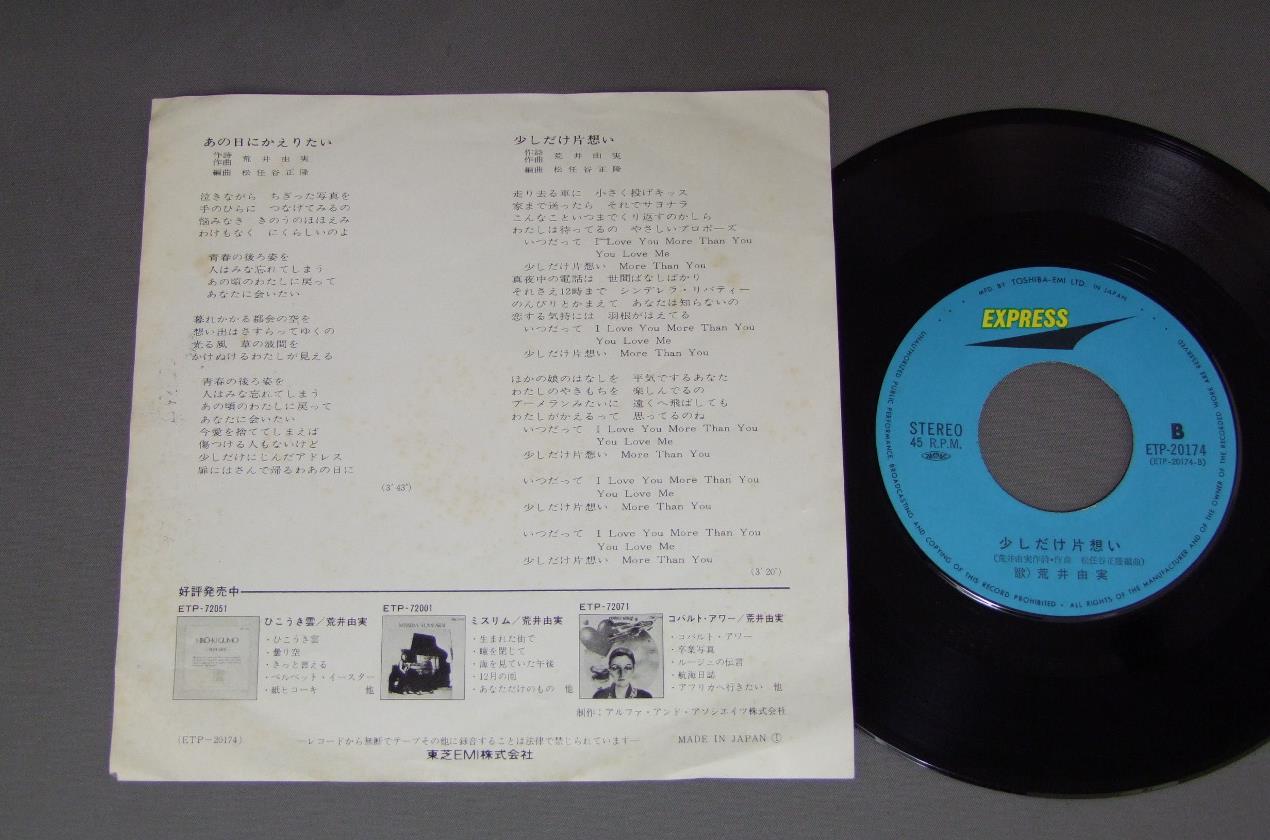 あの日にかえりたい
作詩
作曲 荒井由実
編曲 松任谷正隆
泣きながら ちぎった写真を
手のひらに つなげてみるの
悩みなき きのうのほほえみ
わけもなく にくらしいのよ
青春の後ろ姿を
人はみな忘れてしまう
あの頃のわたしに戻って
あなたに会いたい
暮れかかる都会の空を
想い出はさすらってゆくの
光る風 草の波間を
かけぬけるわたしが見える
青春の後ろ姿を
人はみな忘れてしまう
あの頃のわたしに戻って
あなたに会いたい
今愛を捨ててしまえば
傷つける人もないけど
少しだけにじんだアドレス
扉にはさんで帰るわあの日に
(3'43")
少しだけ片想い
作詩
作曲 荒井由実
編曲 松任谷正隆
走り去る車に 小さく投げキッス
家まで送ったら それでサヨナラ
こんなこといつまでくり返すのかしら
わたしは待ってるの やさしいプロポーズ
いつだって I Love You More Than You
You Love Me
少しだけ片想い More Than You
真夜中の電話は 世間ばなしばかり
それさえ12時まで シンデレラ・リバティー
のんびりとかまえて あなたは知らないの
恋する気持には 羽根がはえてる
いつだって I Love You More Than You
You Love Me
少しだけ片想い More Than You
ほかの娘のはなしを 平気でするあなた
わたしのやきもちを 楽しんでるの
ブーメランみたいに 遠くへ飛ばしても
わたしがかえるって 思ってるのね
いつだって I Love You More Than You
You Love Me
少しだけ片想い More Than You
いつだって I Love You More Than You
You Love Me
少しだけ片想い More Than You
いつだって I Love You More Than You
You Love Me
少しだけ片想い More Than You
(3'20")
好評発売中
ETP-72051
ひこうき雲/荒井由実
・ひこうき雲
・曇り空
・きっと言える
・ベルベット・イースター
・紙ヒコーキ 他
ETP-72001
ミスリム/荒井由実
・生まれた街で
・瞳を閉じて
・海を見ていた午後
・12月の雨
・あなただけのもの 他
ETP-72071
コバルト・アワー/荒井由実
・コバルト・アワー
・卒業写真
・ルージュの伝言
・航海日誌
・アフリカへ行きたい 他
制作:アルファ・アンド・アソシエイツ株式会社
(ETP-20174)
―レコードから無断でテープその他に録音することは法律で禁じられています―
MADE IN JAPAN ①
東芝EMI株式会社
MFD. BY TOSHIBA-EMI LTD. IN JAPAN
EXPRESS
STEREO
45 R.P.M.
B
ETP-20174
(ETP-20174-B)
少しだけ片想い
(荒井由実作詩・作曲 松任谷正隆編曲)
歌) 荒井由実
UNAUTHORIZED PUBLIC PERFORMANCE, BROADCASTING AND COPYING OF THIS RECORD PROHIBITED・ALL RIGHTS OF THE MANUFACTURER AND OF THE OWNER OF THE RECORDED WORK ARE RESERVED